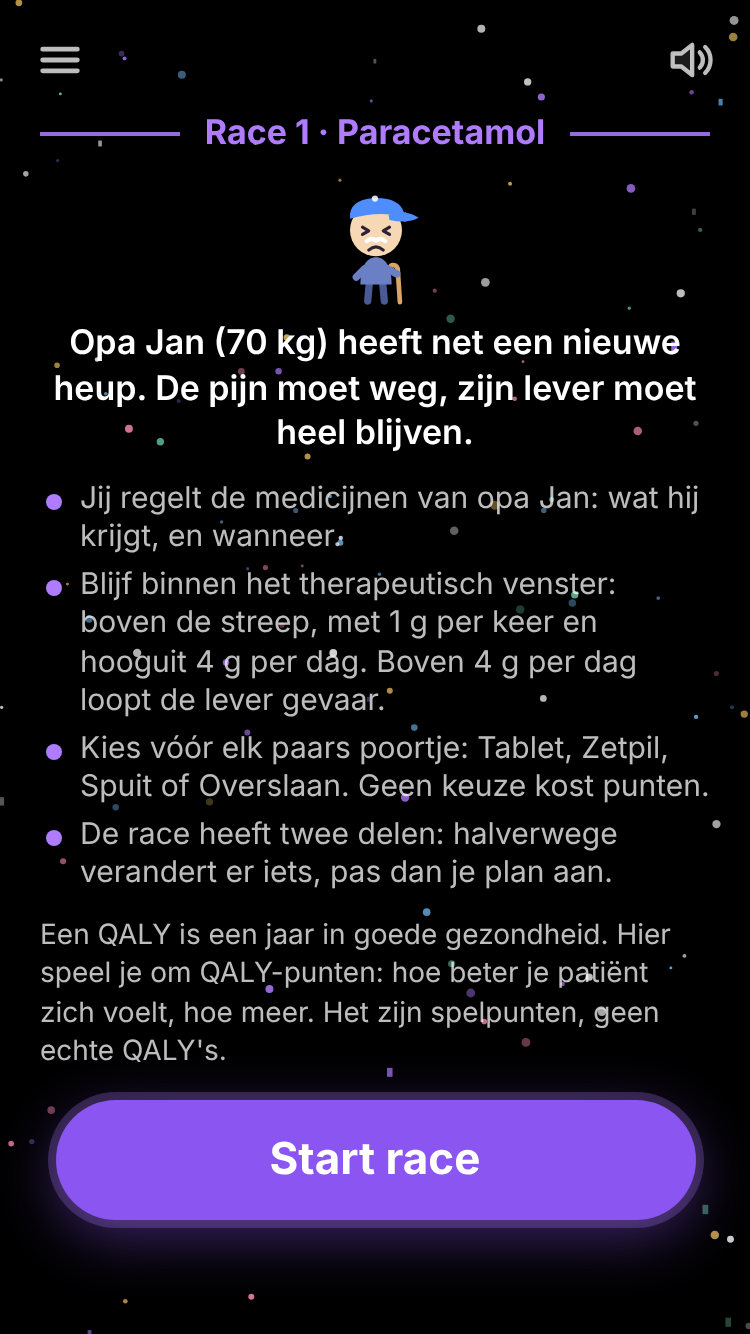 Race 1 · Paracetamol
Opa Jan (70 kg) heeft net een nieuwe
heup. De pijn moet weg, zijn lever moet
heel blijven.
Jij regelt de medicijnen van opa Jan: wat hij
krijgt, en wanneer.
Blijf binnen het therapeutisch venster:
boven de streep, met 1 g per keer en
hooguit 4 g per dag. Boven 4 g per dag
loopt de lever gevaar.
Kies vóór elk paars poortje: Tablet, Zetpil,
Spuit of Overslaan. Geen keuze kost punten.
De race heeft twee delen: halverwege
verandert er iets, pas dan je plan aan.
Een QALY is een jaar in goede gezondheid. Hier
speel je om QALY-punten: hoe beter je patiënt
zich voelt, hoe meer. Het zijn spelpunten, geen
echte QALY's.
Start race